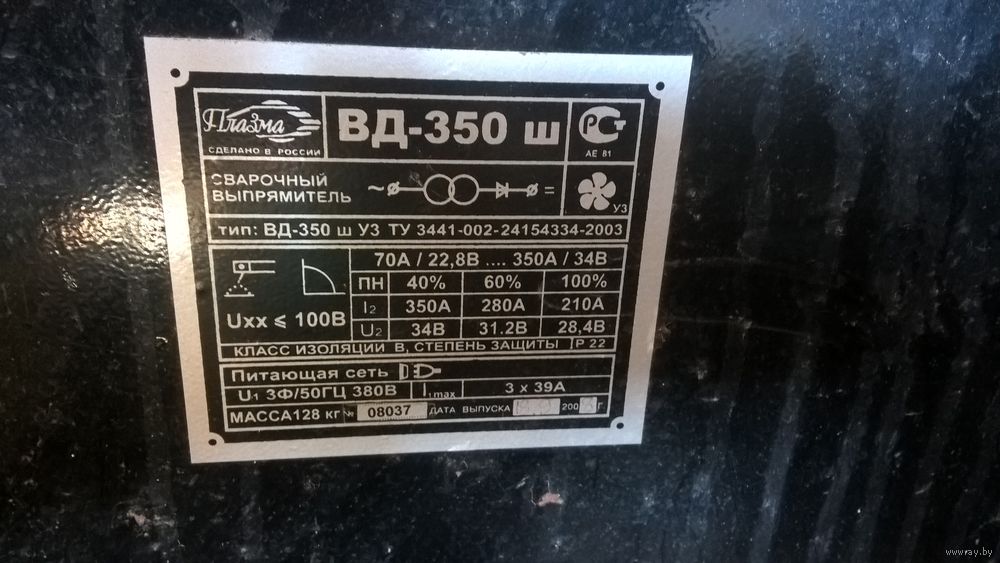 Плазма
СДЕЛАНО В РОССИИ
ВД-350 Ш
РСТ
АЕ 81
СВАРОЧНЫЙ
ВЫПРЯМИТЕЛЬ
~ =
У3
тип: ВД-350 ш У3 ТУ 3441-002-24154334-2003
70А / 22,8В .... 350А / 34В
ПН 40% 60% 100%
I2 350А 280А 210А
U2 34В 31.2В 28,4В
Uхх ⩽ 100В
КЛАСС ИЗОЛЯЦИИ В, СТЕПЕНЬ ЗАЩИТЫ IP 22
Питающая сеть
U1 3Ф/50ГЦ 380В I1max 3 x 39А
МАССА128 кг № 08037 ДАТА ВЫПУСКА 200 Г
www.ray.by